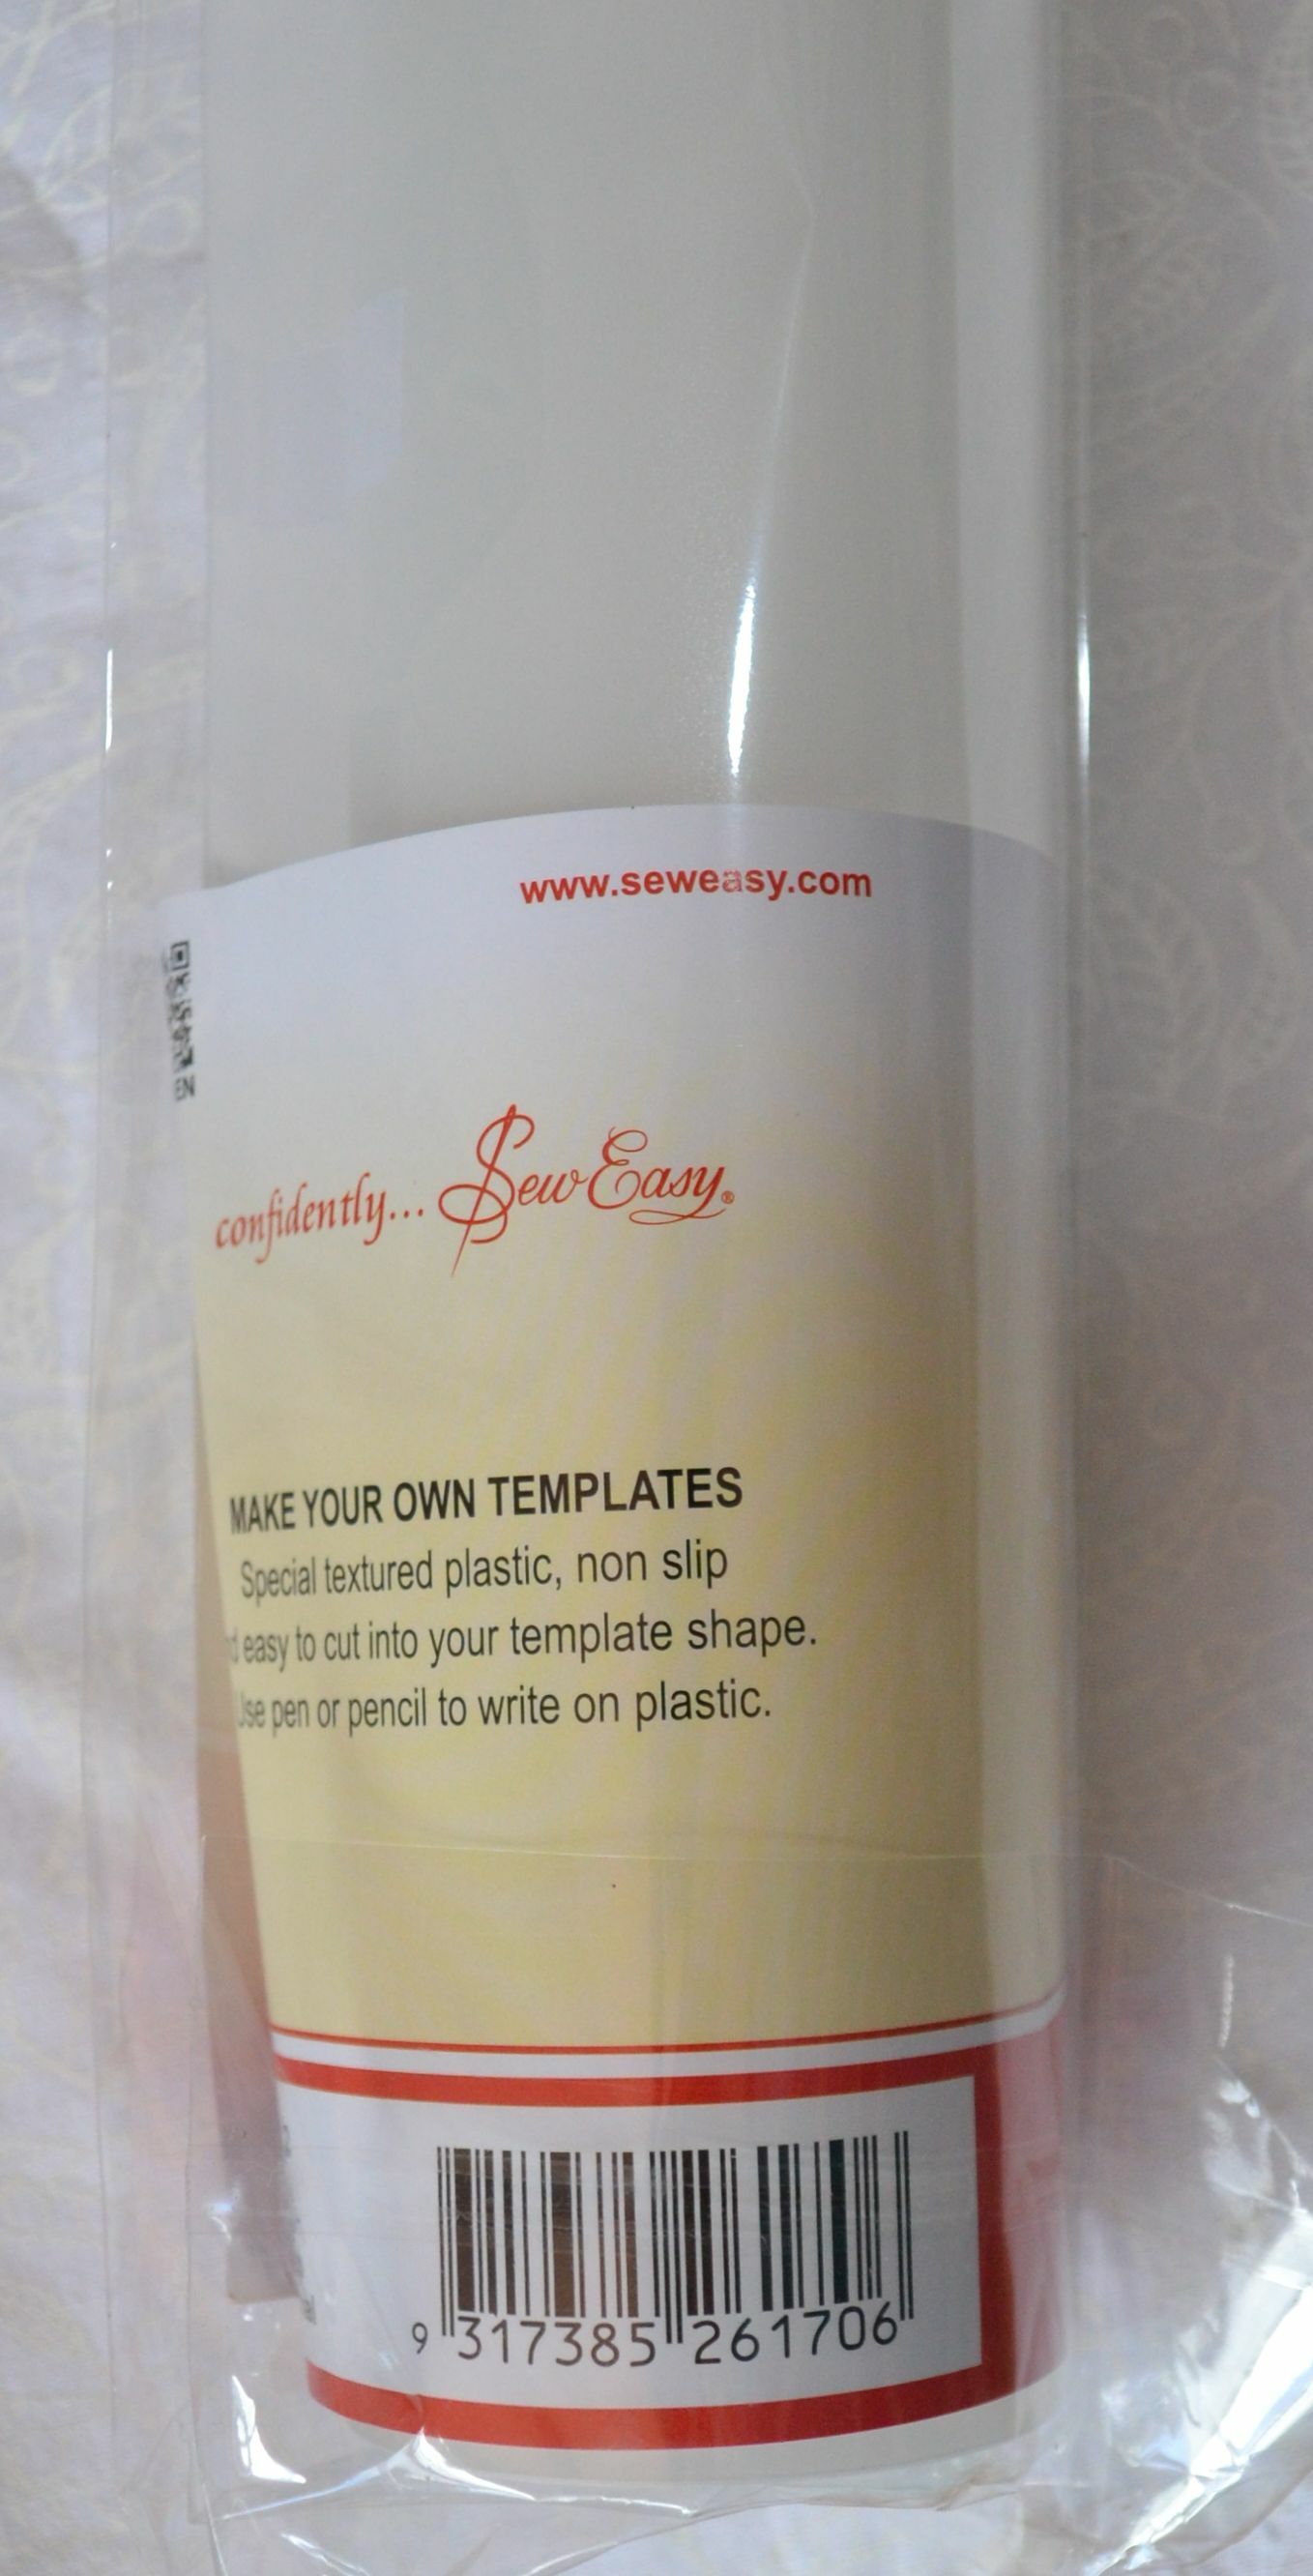 www.seweasy.com
confidently... Sew Easy®
MAKE YOUR OWN TEMPLATES
Special textured plastic, non slip
easy to cut into your template shape.
Use pen or pencil to write on plastic.
9 317385 261706